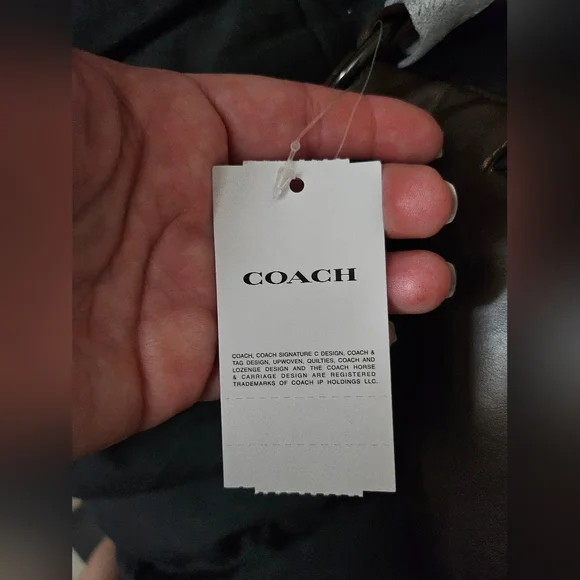 COACH
COACH, COACH SIGNATURE C DESIGN, COACH &
TAG DESIGN, UPWOVEN, QUILTIES, COACH AND
LOZENGE DESIGN AND THE COACH HORSE
& CARRIAGE DESIGN ARE REGISTERED
TRADEMARKS OF COACH IP HOLDINGS LLC.